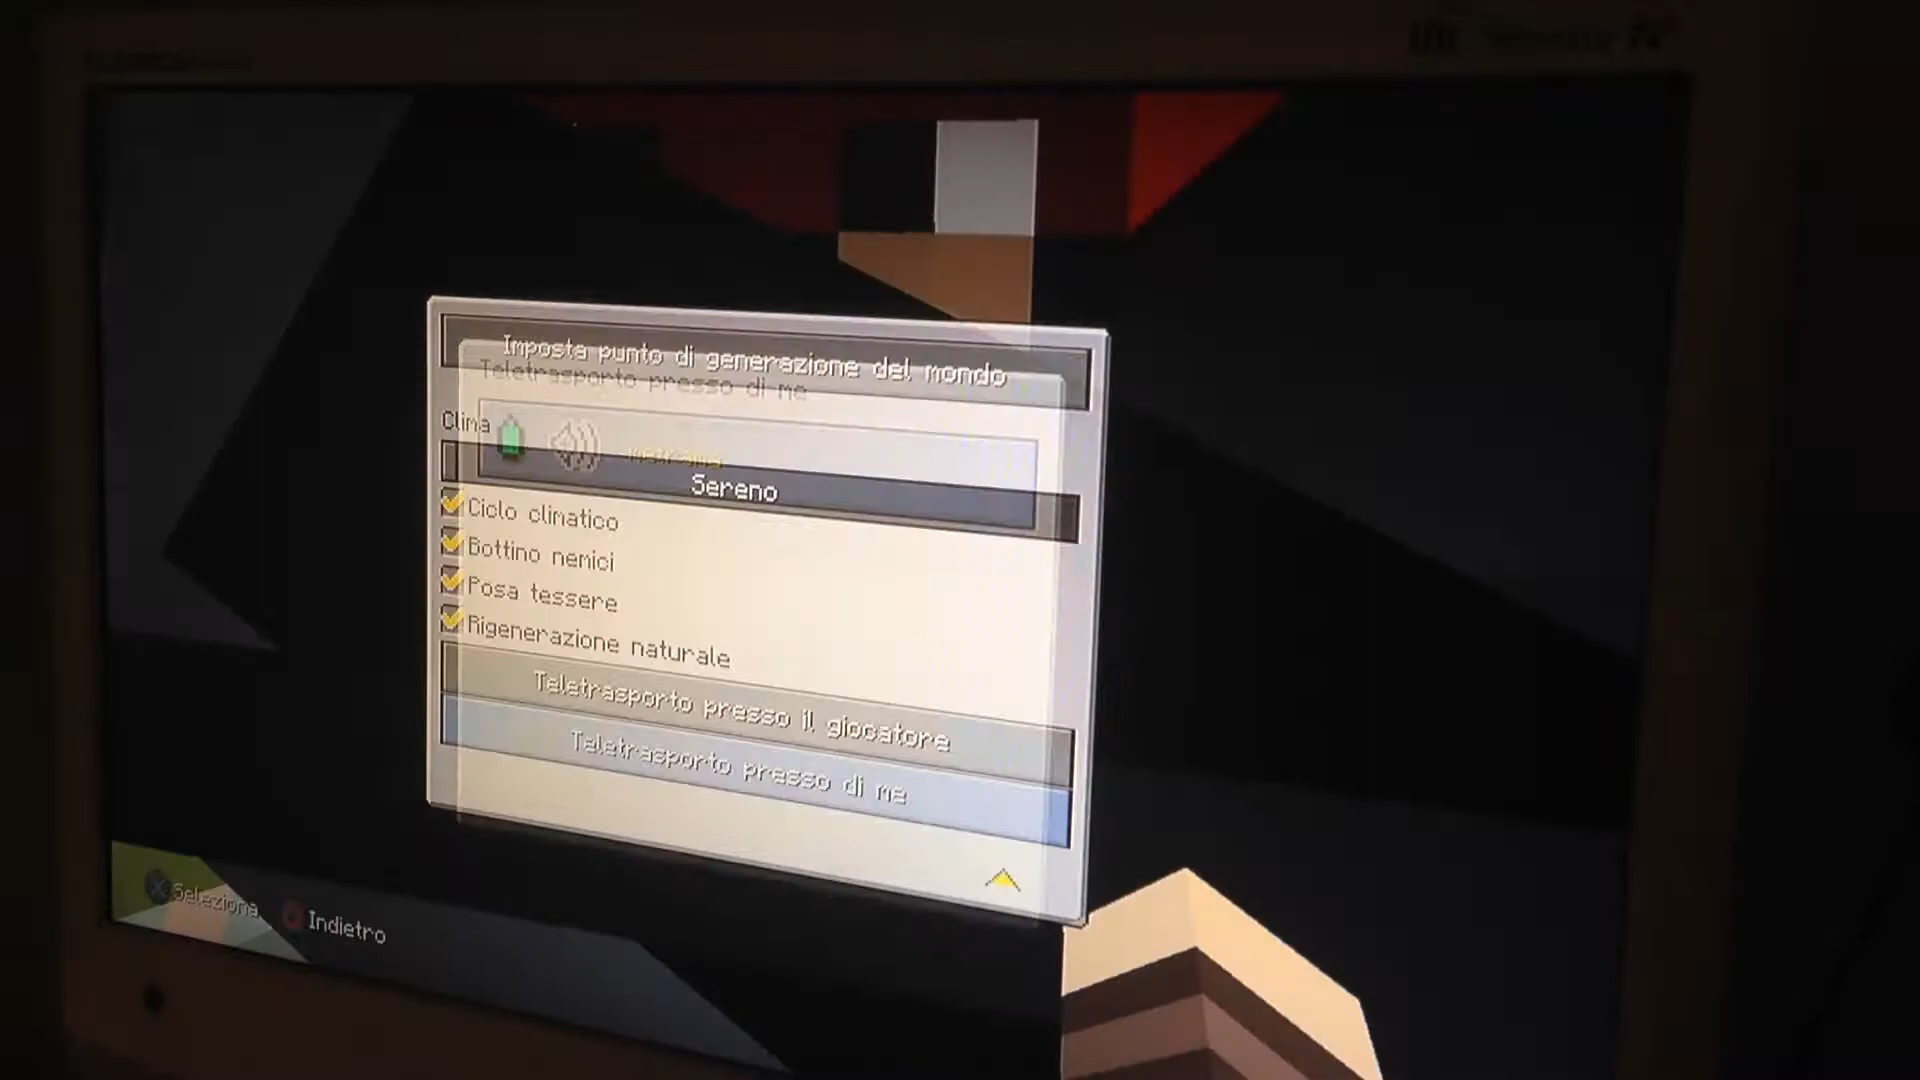 Imposta punto di generazione del mondo
Teletrasporto presso di me
Clima
Sereno
Ciclo climatico
Bottino nemici
Posa tessere
Rigenerazione naturale
Teletrasporto presso il giocatore
Teletrasporto presso di me
Seleziona
Indietro